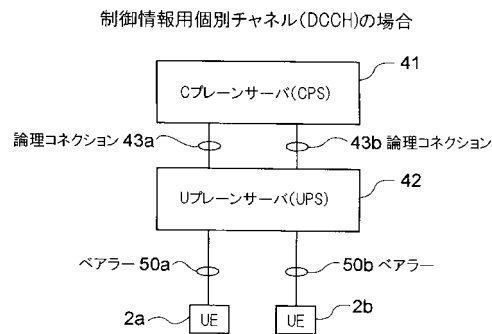 制御情報用個別チャネル(DCCH)の場合
41
Cプレーンサーバ(CPS)
論理コネクション 43a
43b 論理コネクション
42
Uプレーンサーバ(UPS)
ベアラー 50a
50b ベアラー
2a UE
UE 2b